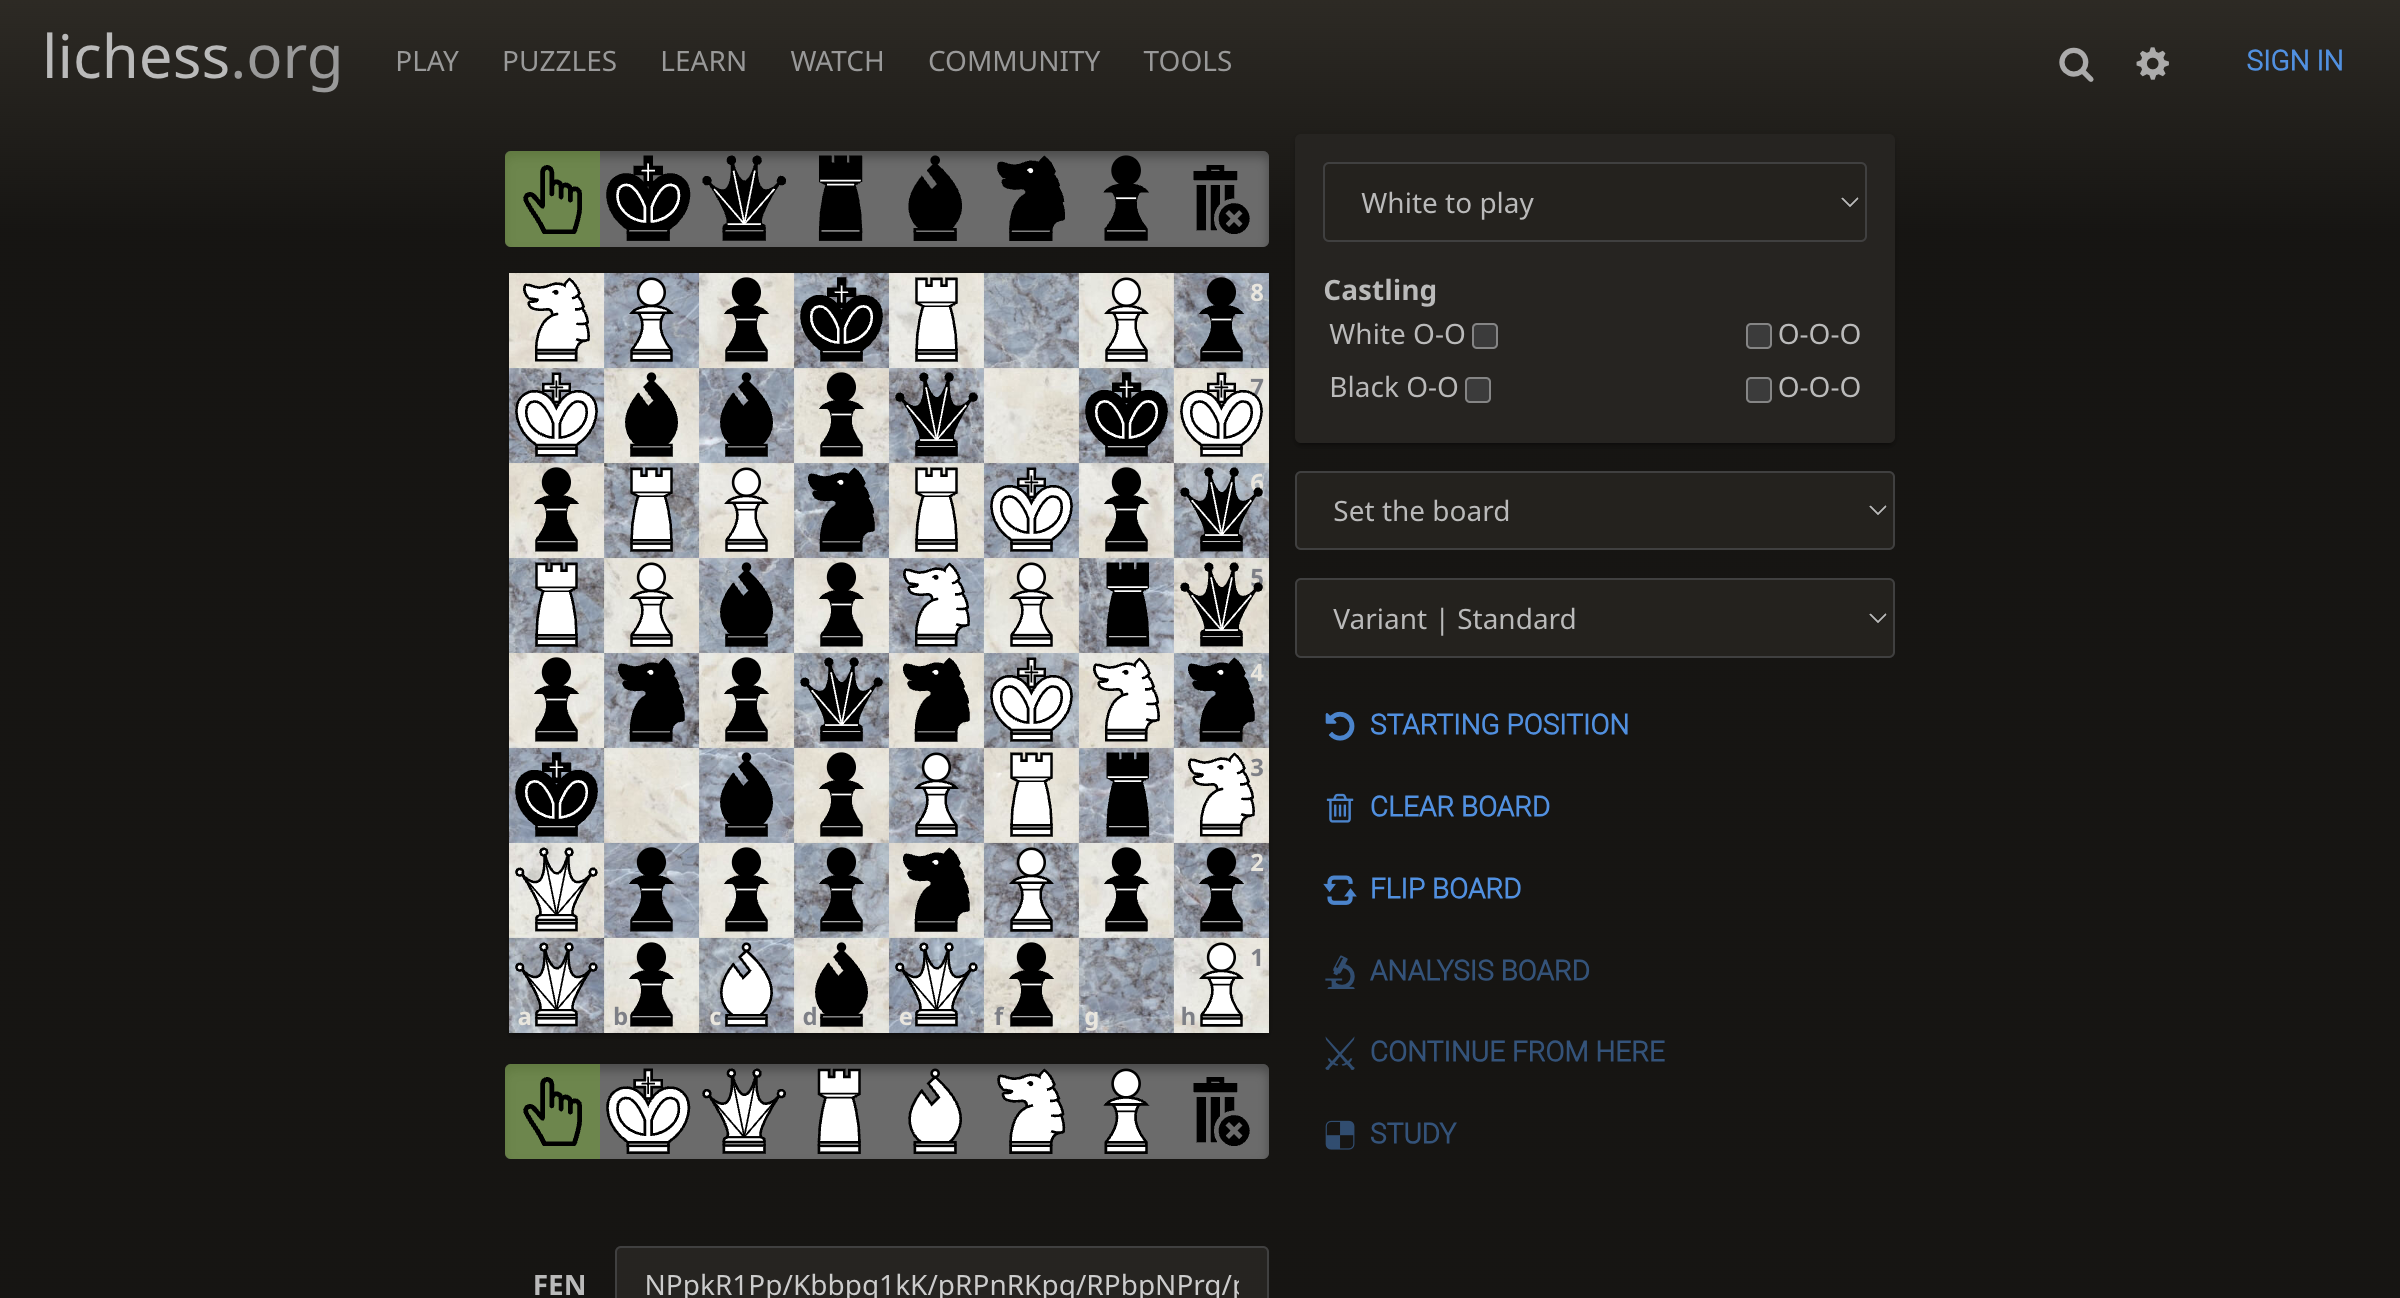 lichess.org PLAY PUZZLES LEARN WATCH COMMUNITY TOOLS SIGN IN
White to play
Castling
White O-O O-O-O
Black O-O O-O-O
Set the board
Variant | Standard
STARTING POSITION
CLEAR BOARD
FLIP BOARD
ANALYSIS BOARD
CONTINUE FROM HERE
STUDY
8
7
6
5
4
3
2
1
a b c d e f g h
FEN NPpkR1Pp/Kbbpq1kK/pRPnRKpq/RPbpNPrq/p